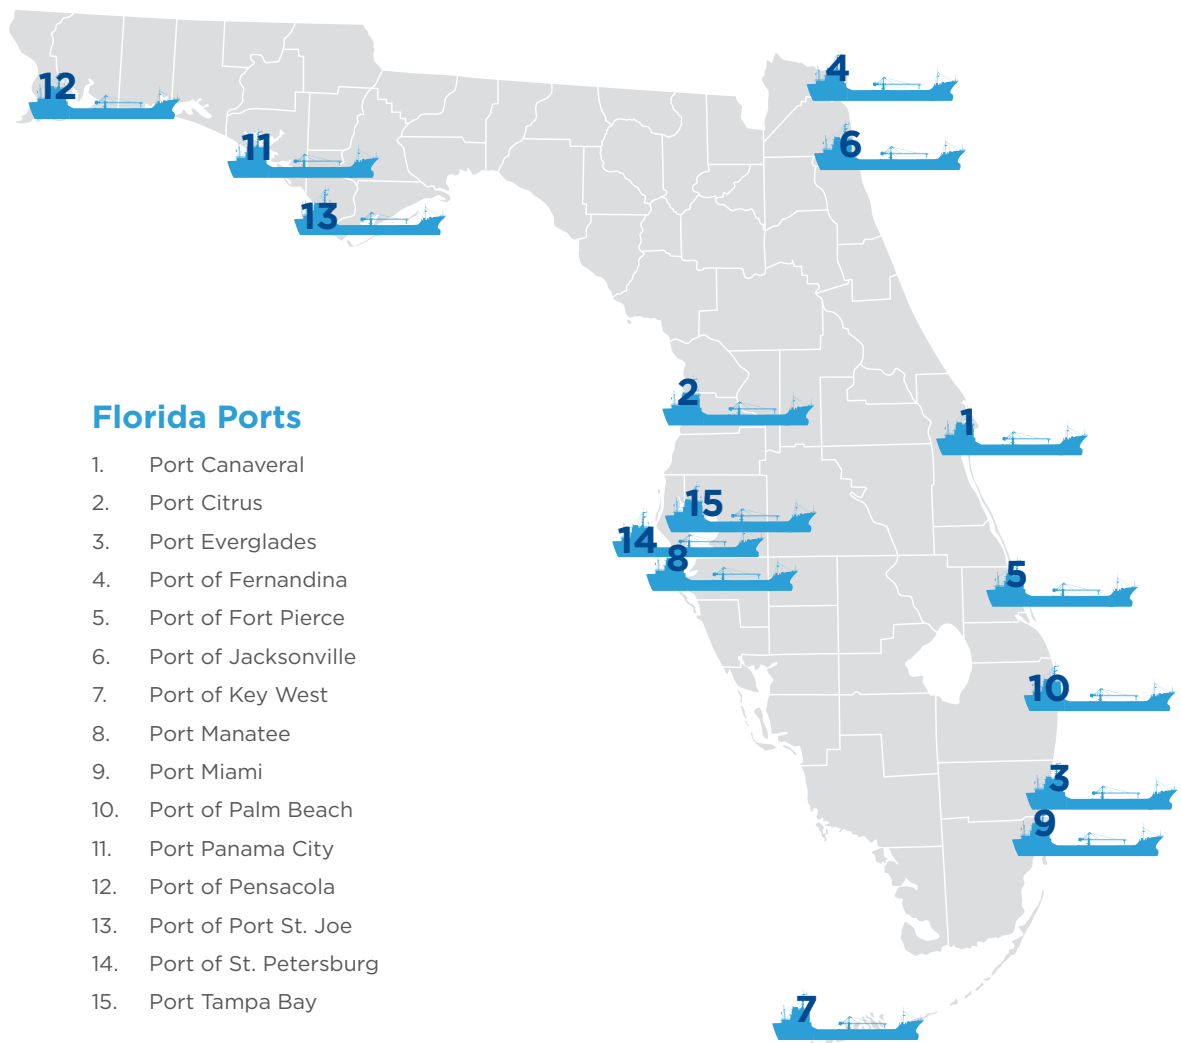 12
4
11
6
13
2
1
15
14
8
5
10
3
9
7
Florida Ports
1. Port Canaveral
2. Port Citrus
3. Port Everglades
4. Port of Fernandina
5. Port of Fort Pierce
6. Port of Jacksonville
7. Port of Key West
8. Port Manatee
9. Port Miami
10. Port of Palm Beach
11. Port Panama City
12. Port of Pensacola
13. Port of Port St. Joe
14. Port of St. Petersburg
15. Port Tampa Bay